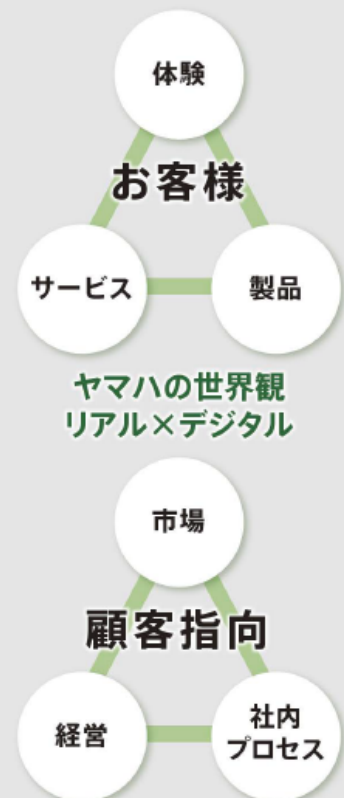 体験
お客様
サービス
製品
ヤマハの世界観
リアル×デジタル
市場
顧客指向
経営
社内
プロセス